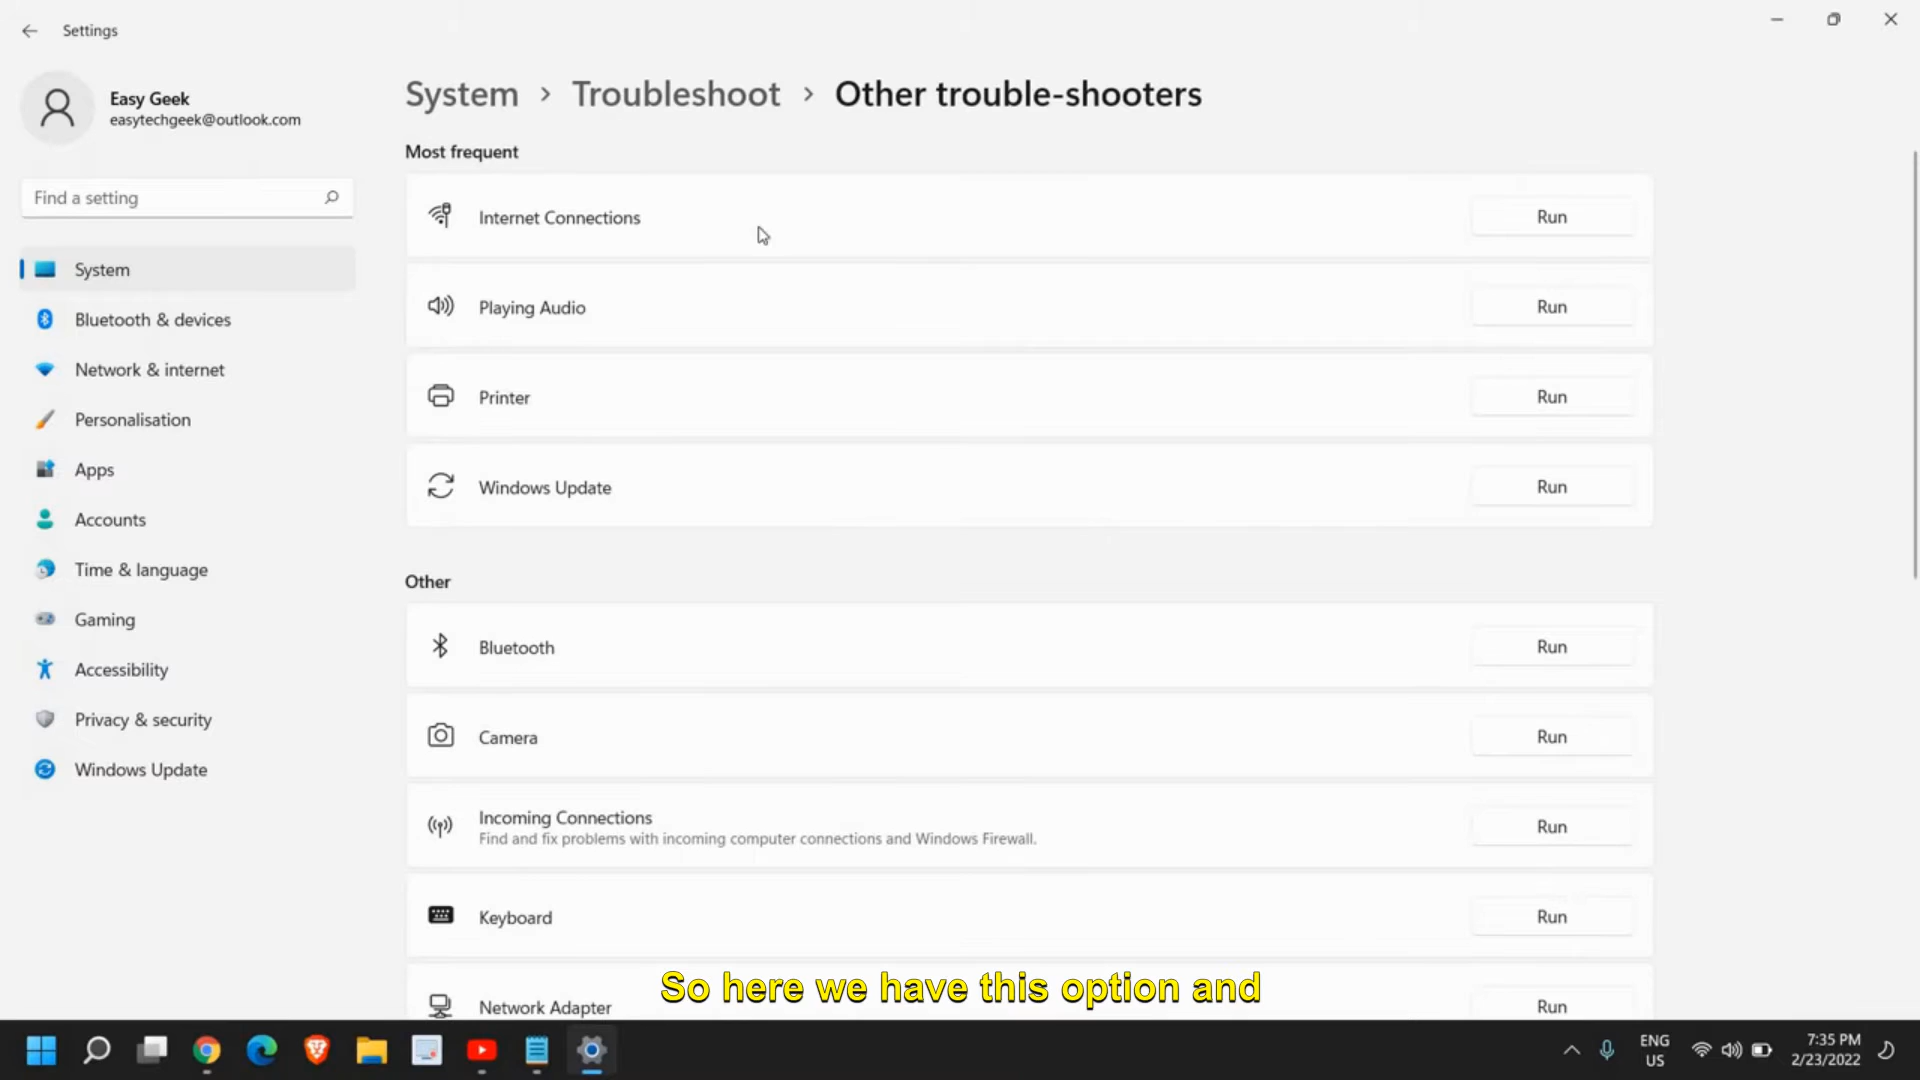 Settings
Easy Geek
easytechgeek@outlook.com
Find a setting
System
Bluetooth & devices
Network & internet
Personalisation
Apps
Accounts
Time & language
Gaming
Accessibility
Privacy & security
Windows Update
System > Troubleshoot > Other trouble-shooters
Most frequent
Internet Connections Run
Playing Audio Run
Printer Run
Windows Update Run
Other
Bluetooth Run
Camera Run
Incoming Connections Run
Find and fix problems with incoming computer connections and Windows Firewall.
Keyboard Run
Network Adapter Run
So here we have this option and
ENG
US
7:35 PM
2/23/2022